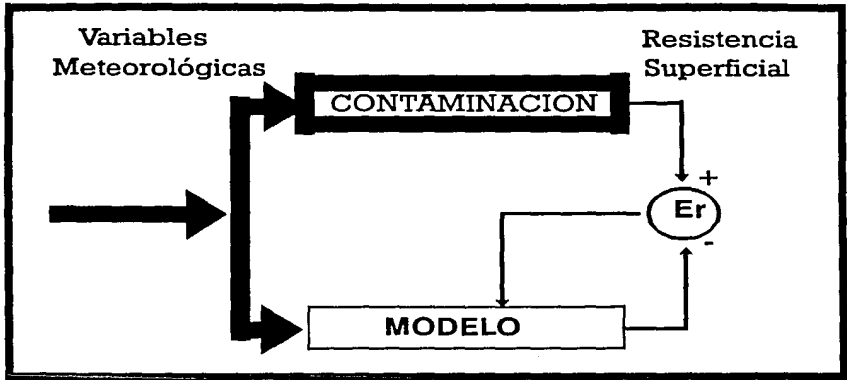 Variables
Meteorológicas
Resistencia
Superficial
CONTAMINACION
+
Er
-
MODELO